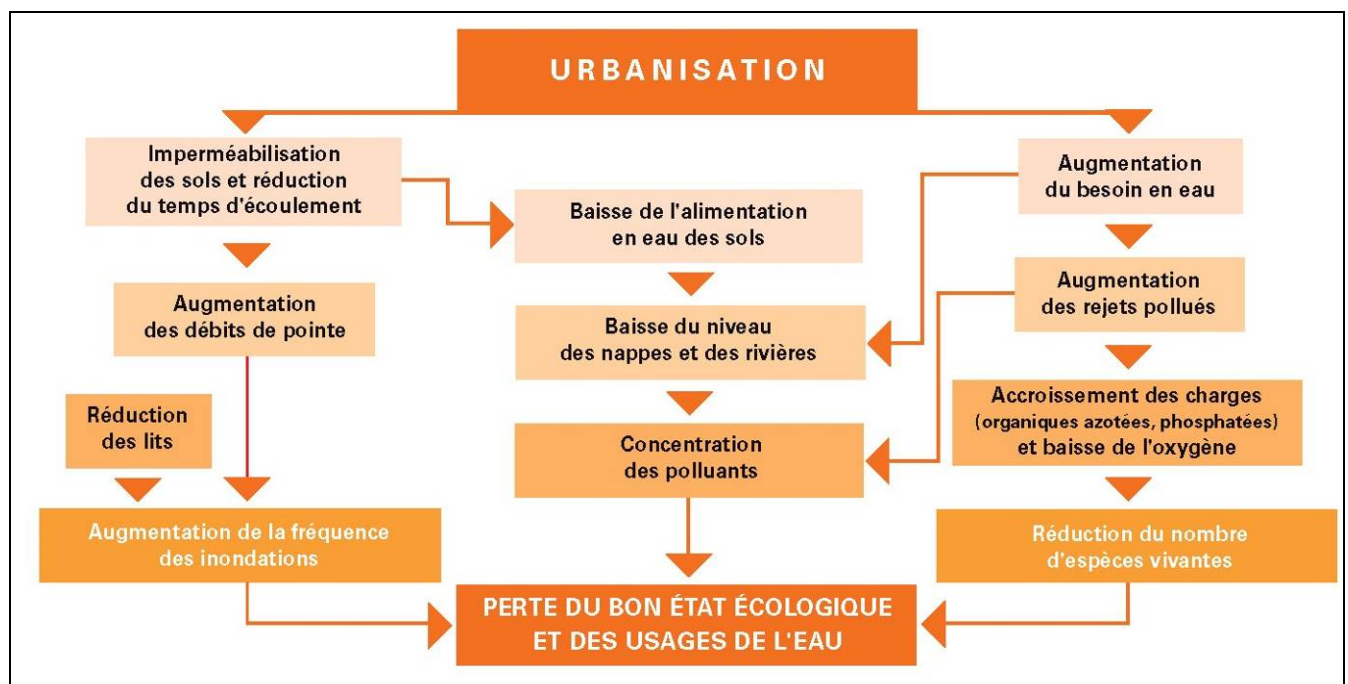 URBANISATION
Imperméabilisation
des sols et réduction
du temps d'écoulement
Augmentation
des débits de pointe
Réduction
des lits
Augmentation de la fréquence
des inondations
Baisse de l'alimentation
en eau des sols
Baisse du niveau
des nappes et des rivières
Concentration
des polluants
Augmentation
du besoin en eau
Augmentation
des rejets pollués
Accroissement des charges
(organiques azotées, phosphatées)
et baisse de l'oxygène
Réduction du nombre
d'espèces vivantes
PERTE DU BON ÉTAT ÉCOLOGIQUE
ET DES USAGES DE L'EAU